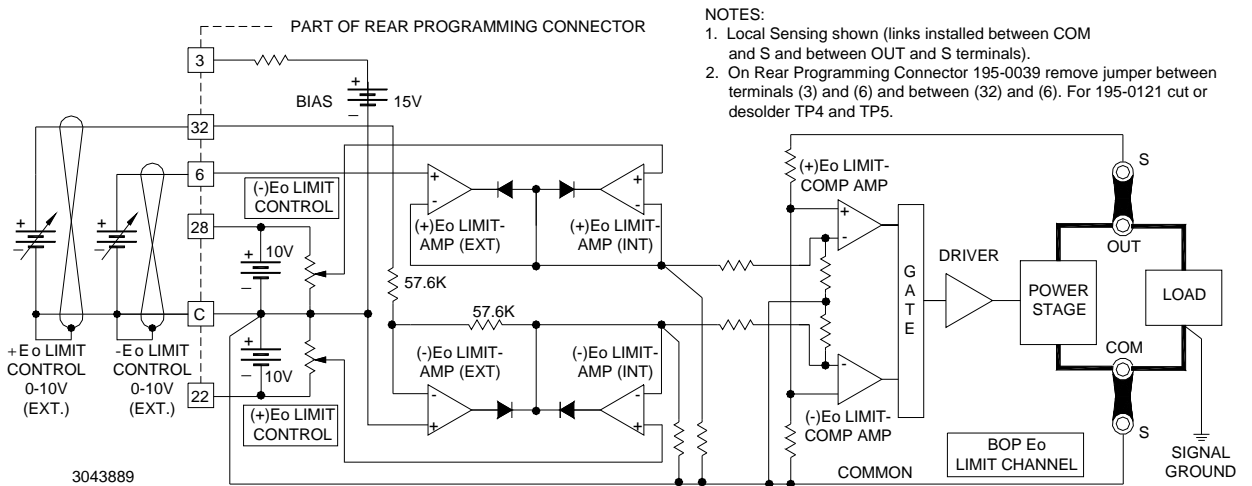 PART OF REAR PROGRAMMING CONNECTOR
NOTES:
1. Local Sensing shown (links installed between COM
and S and between OUT and S terminals).
2. On Rear Programming Connector 195-0039 remove jumper between
terminals (3) and (6) and between (32) and (6). For 195-0121 cut or
desolder TP4 and TP5.
3
+
BIAS
15V
–
32
6
(-)Eo LIMIT
CONTROL
28
+
10V
–
C
+
10V
–
22
(+)Eo LIMIT
CONTROL
+
–
+
–
+Eo LIMIT
CONTROL
0-10V
(EXT.)
-Eo LIMIT
CONTROL
0-10V
(EXT.)
+
-
(+)Eo LIMIT-
AMP (EXT)
+
-
(+)Eo LIMIT-
AMP (INT)
57.6K
57.6K
(-)Eo LIMIT-
AMP (EXT)
-
+
(-)Eo LIMIT-
AMP (INT)
-
+
(+)Eo LIMIT-
COMP AMP
+
-
-
+
(-)Eo LIMIT-
COMP AMP
GATE
DRIVER
POWER
STAGE
S
OUT
LOAD
COM
S
BOP Eo
LIMIT CHANNEL
SIGNAL
GROUND
COMMON
3043889